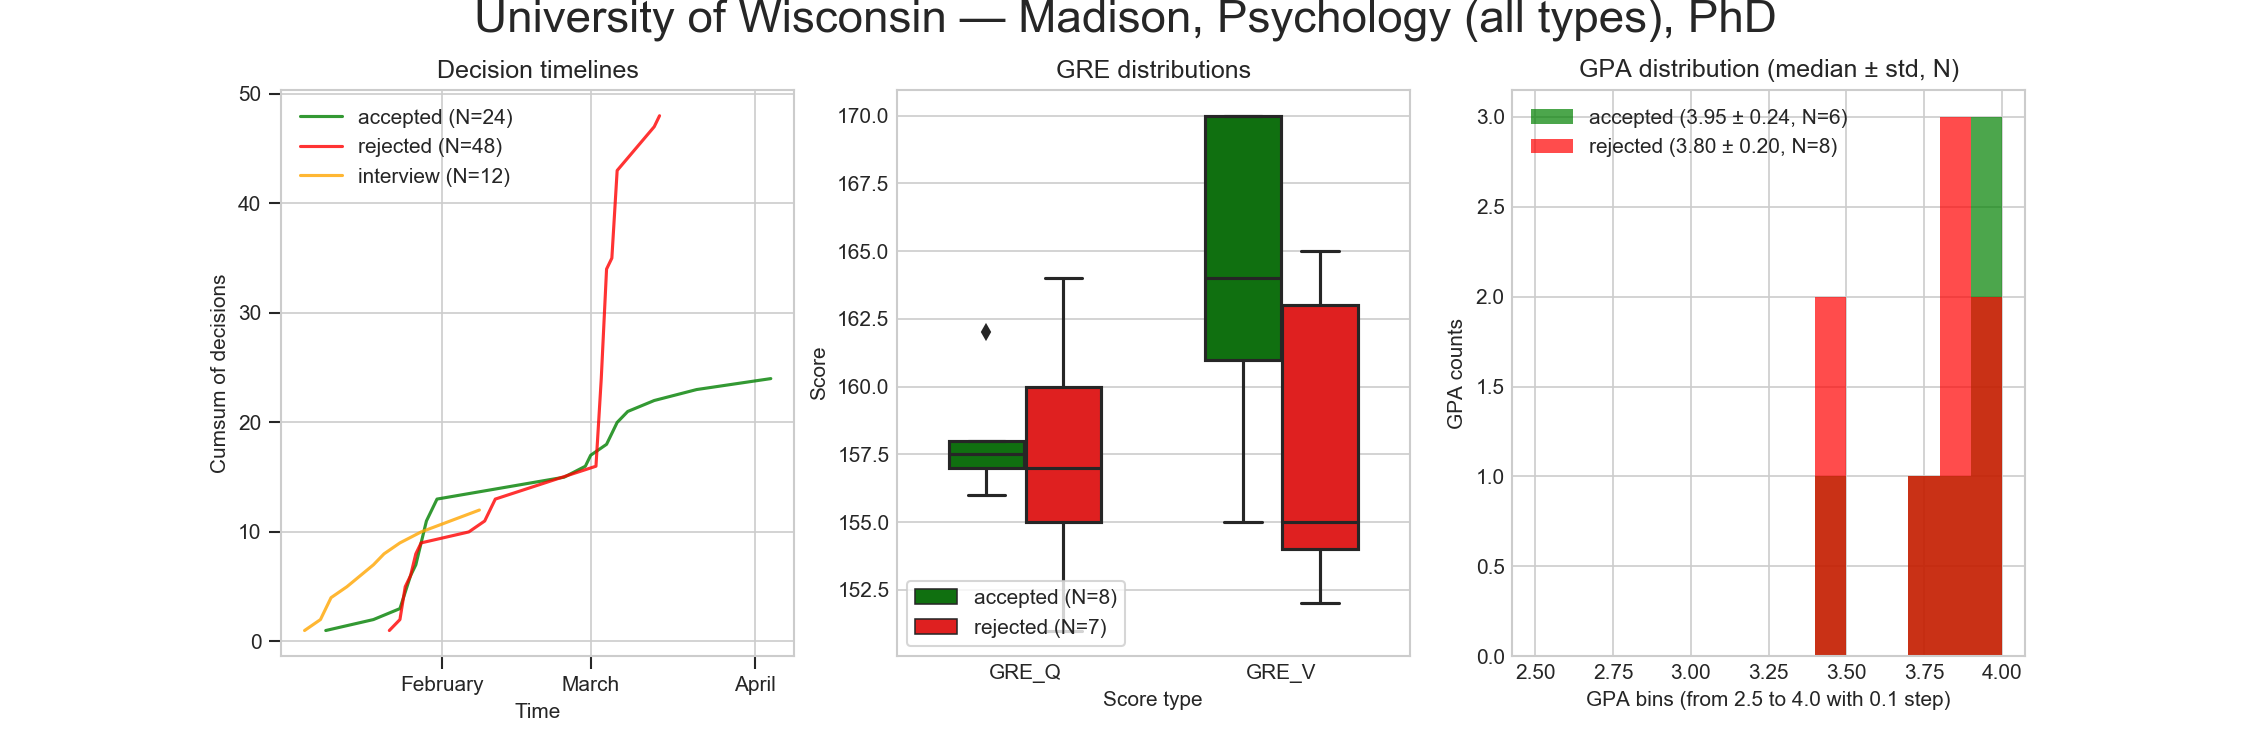 University of Wisconsin — Madison, Psychology (all types), PhD
Decision timelines
50
40
30
20
10
0
Cumsum of decisions
accepted (N=24)
rejected (N=48)
interview (N=12)
February
March
April
Time
GRE distributions
170.0
167.5
165.0
162.5
160.0
157.5
155.0
152.5
Score
accepted (N=8)
rejected (N=7)
GRE_Q
GRE_V
Score type
GPA distribution (median ± std, N)
3.0
2.5
2.0
1.5
1.0
0.5
0.0
GPA counts
accepted (3.95 ± 0.24, N=6)
rejected (3.80 ± 0.20, N=8)
2.50
2.75
3.00
3.25
3.50
3.75
4.00
GPA bins (from 2.5 to 4.0 with 0.1 step)